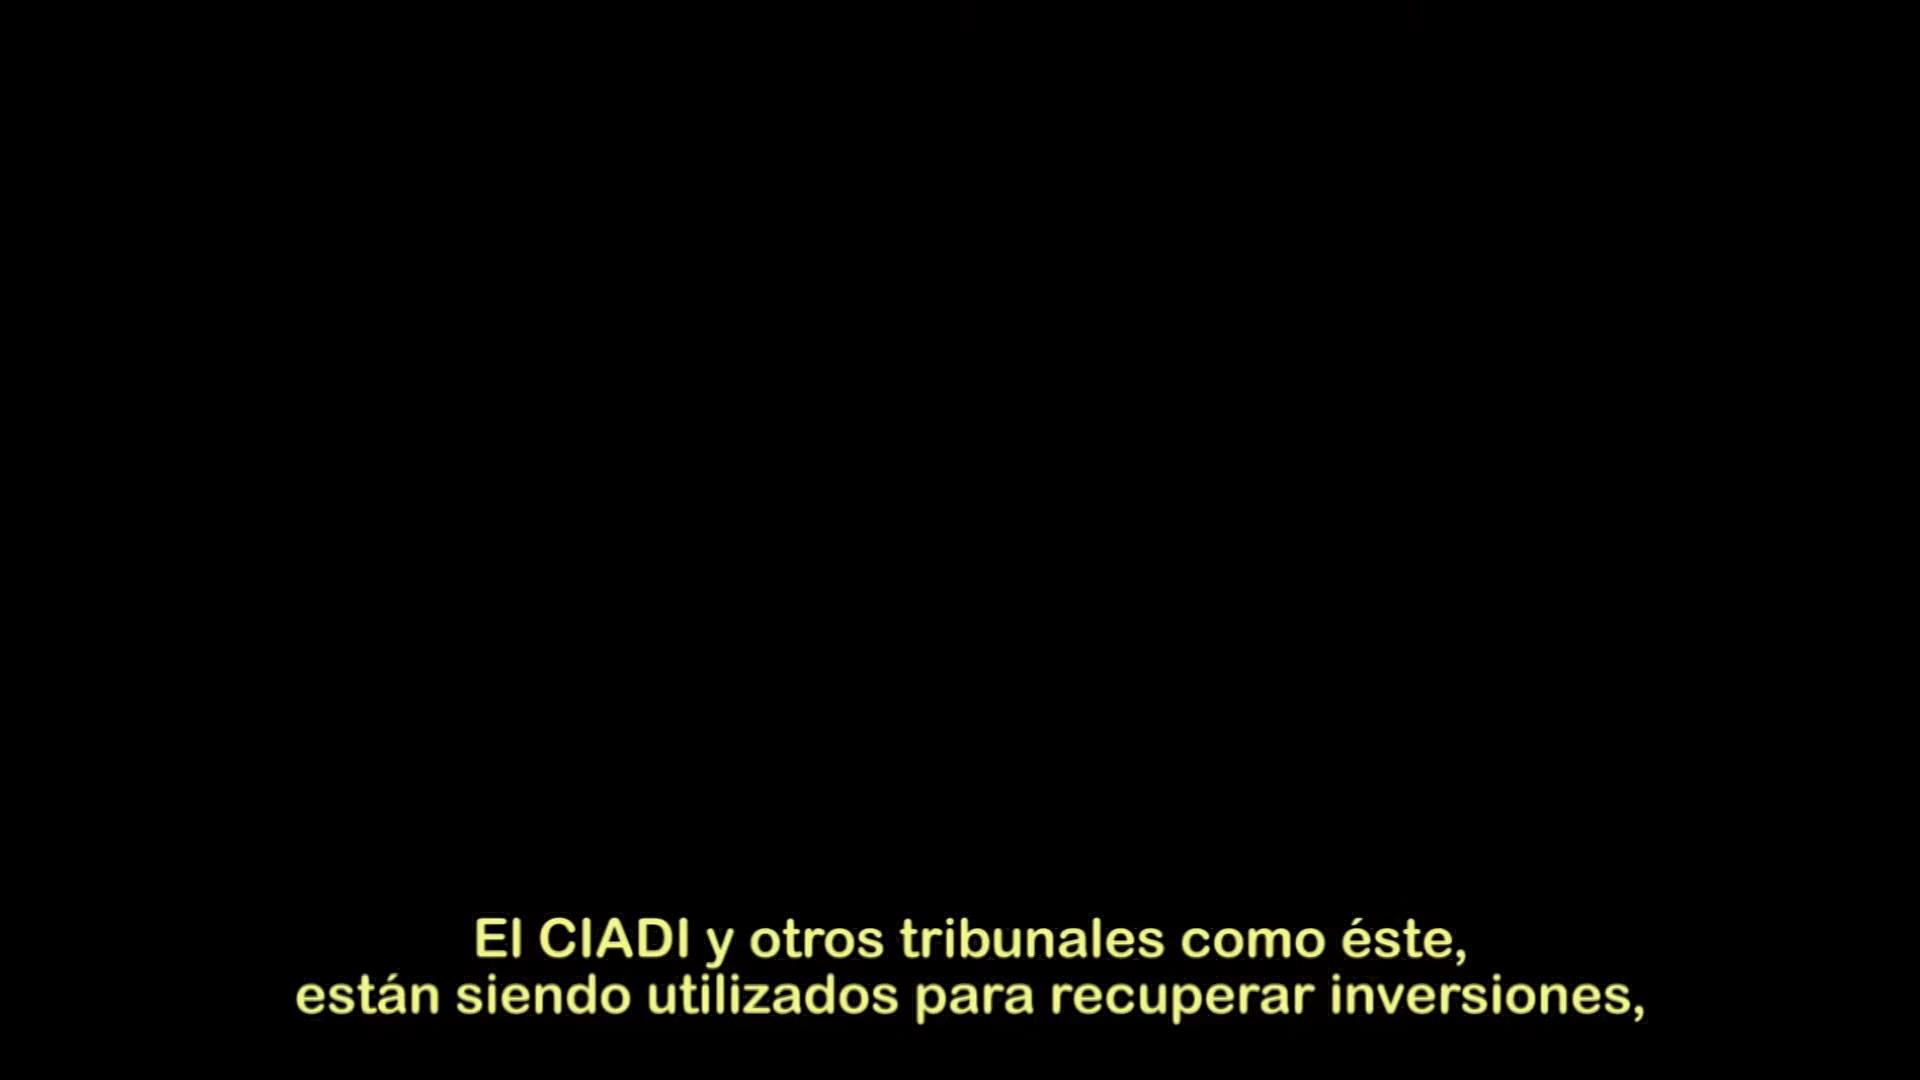 El CIADI y otros tribunales como éste,
están siendo utilizados para recuperar inversiones,